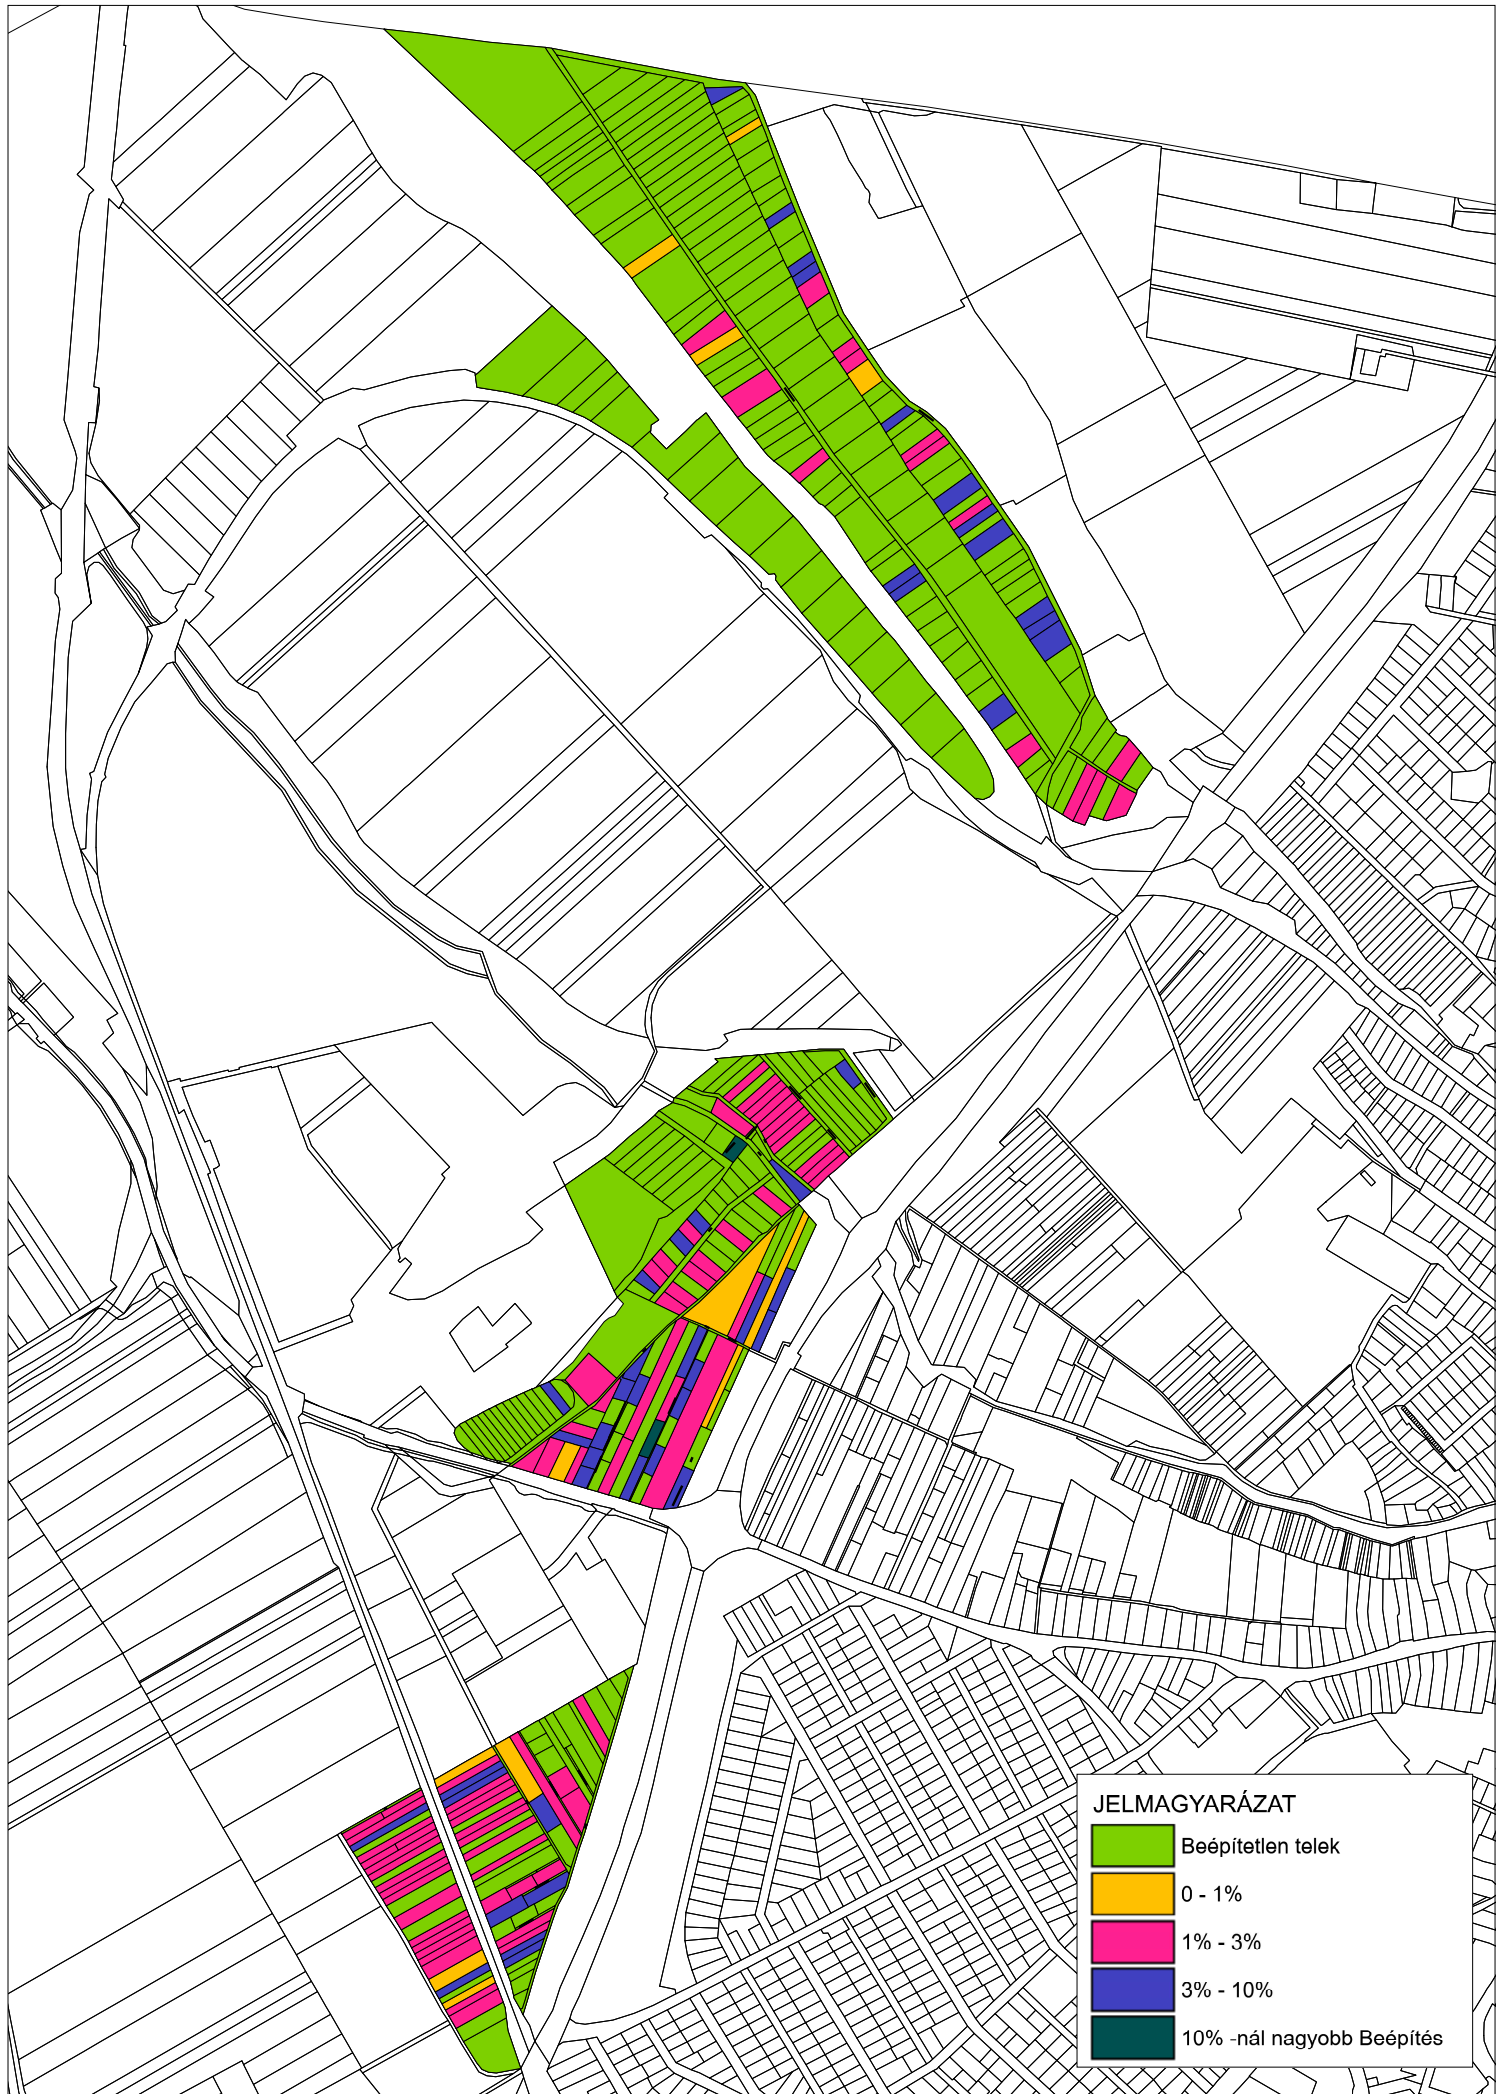 JELMAGYARÁZAT
Beépítetlen telek
0 - 1%
1% - 3%
3% - 10%
10% -nál nagyobb Beépítés